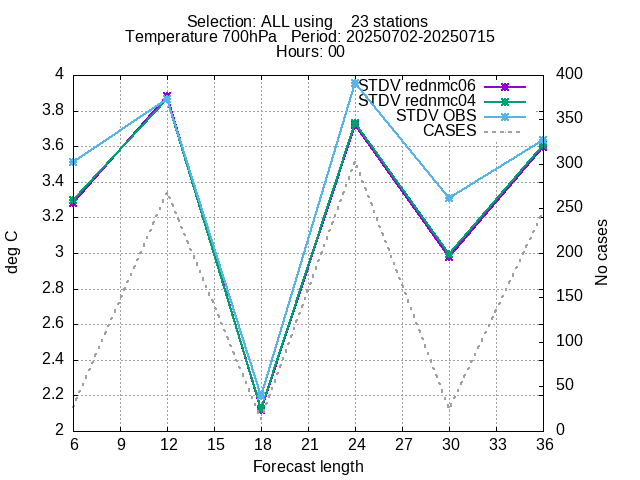 Selection: ALL using    23 stations
Temperature 700hPa   Period: 20250702-20250715
Hours: 00
STDV rednmc06
STDV rednmc04
STDV OBS
CASES
4
3.8
3.6
3.4
3.2
3
2.8
2.6
2.4
2.2
2
deg C
400
350
300
250
200
150
100
50
0
No cases
6 9 12 15 18 21 24 27 30 33 36
Forecast length